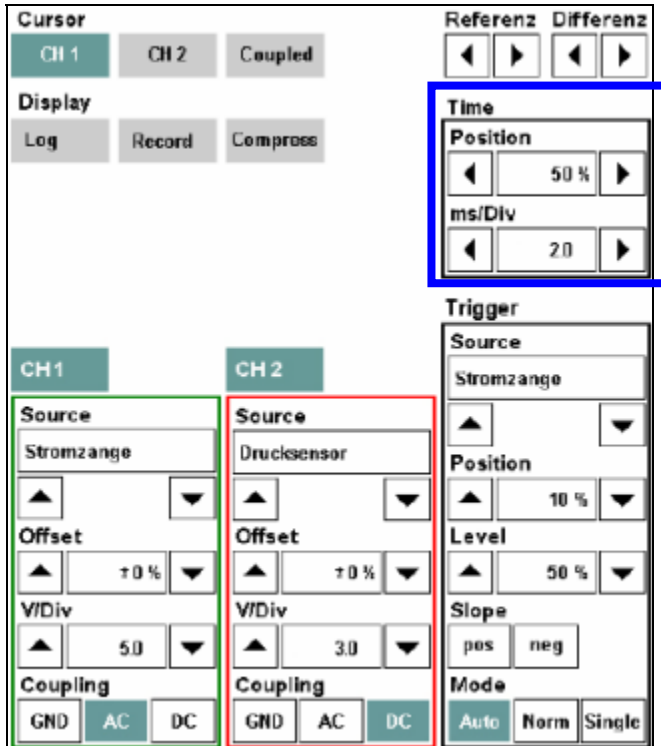 Cursor
CH 1 CH 2 Coupled
Display
Log Record Compress
Referenz Differenz
Time
Position
50 %
ms/Div
2.0
CH1
Source
Stromzange
Offset
±0 %
V/Div
5.0
Coupling
GND AC DC
CH 2
Source
Drucksensor
Offset
±0 %
V/Div
3.0
Coupling
GND AC DC
Trigger
Source
Stromzange
Position
10 %
Level
50 %
Slope
pos neg
Mode
Auto Norm Single